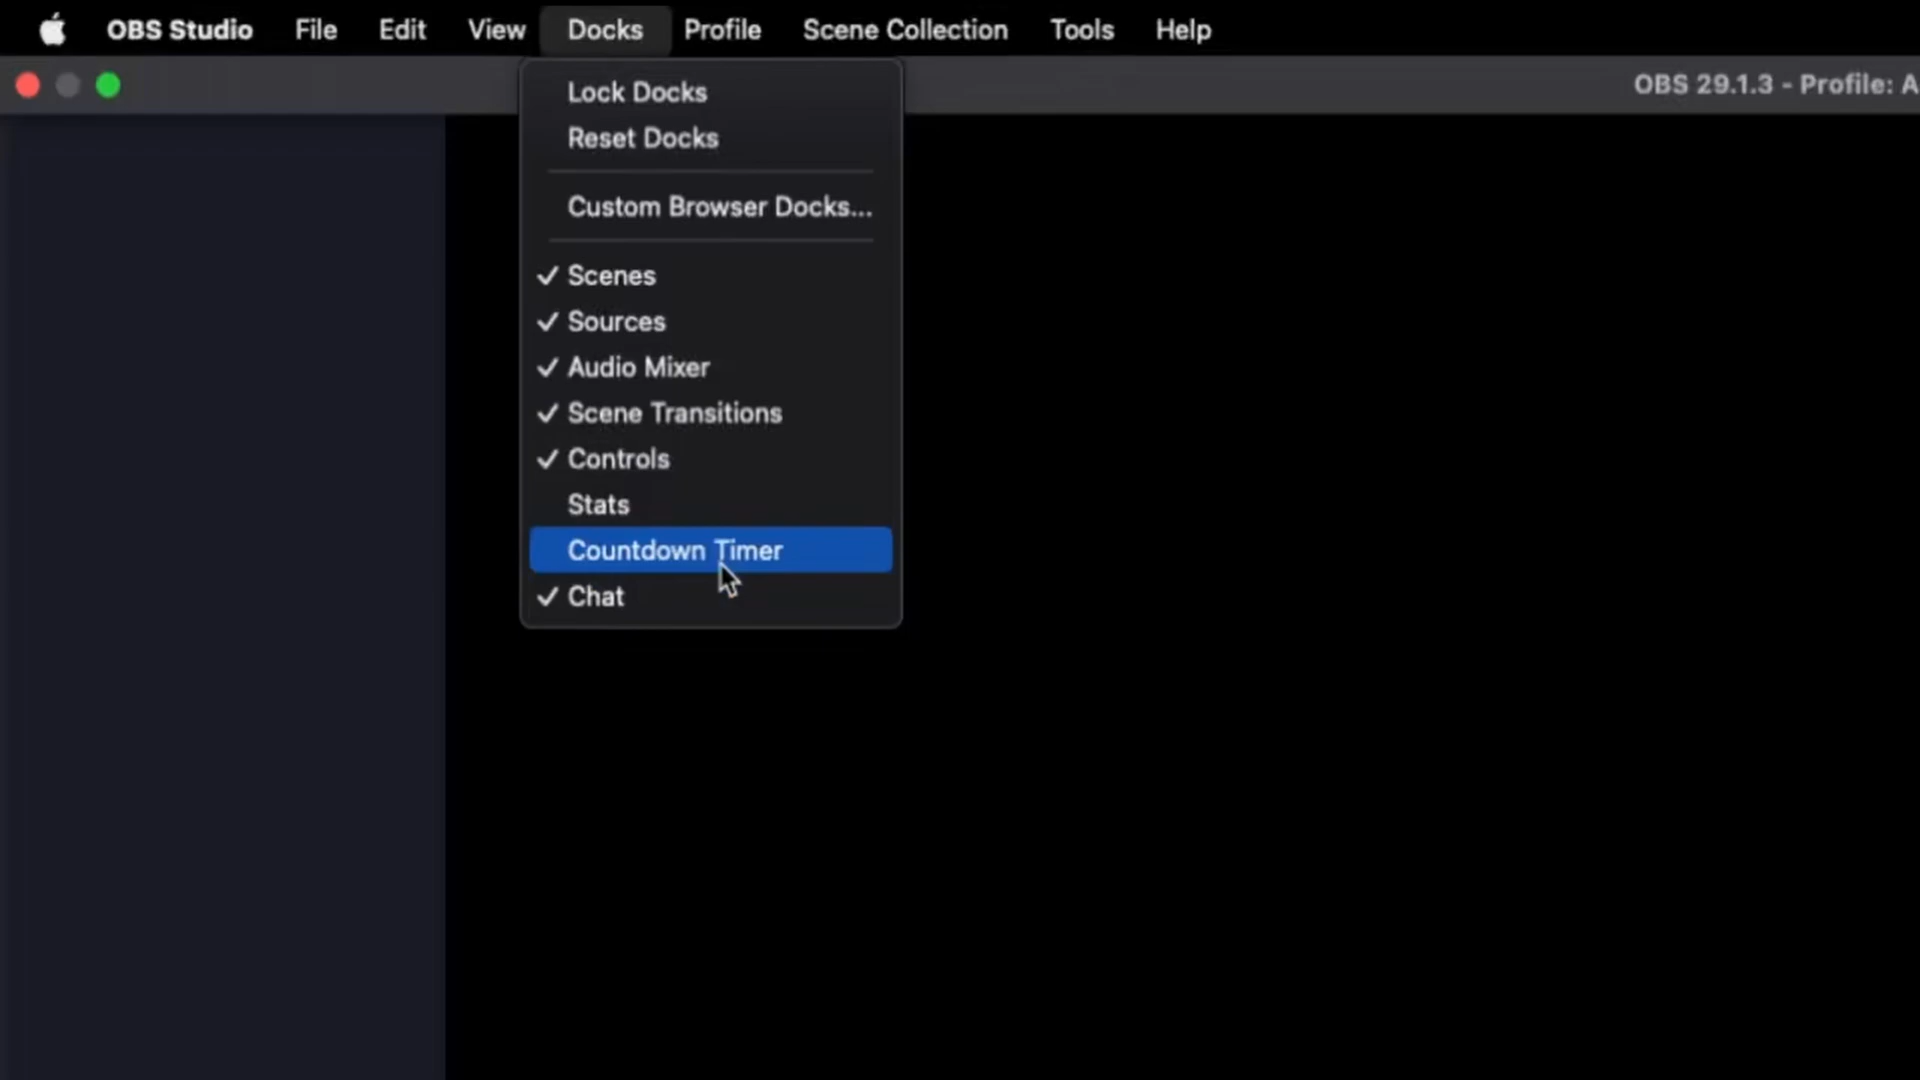 OBS Studio File Edit View Docks Profile Scene Collection Tools Help
OBS 29.1.3 - Profile: A
Lock Docks
Reset Docks
Custom Browser Docks...
✓ Scenes
✓ Sources
✓ Audio Mixer
✓ Scene Transitions
✓ Controls
Stats
Countdown Timer
✓ Chat